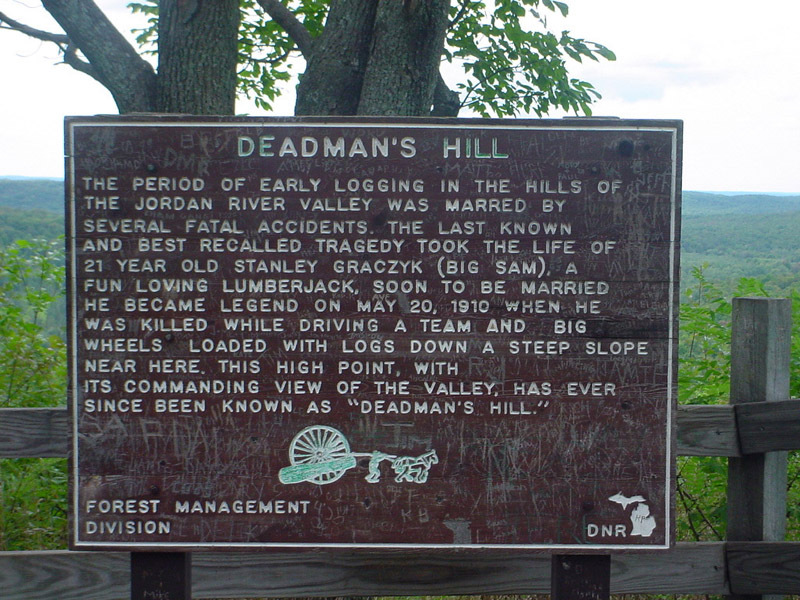 DEADMAN'S HILL
THE PERIOD OF EARLY LOGGING IN THE HILLS OF
THE JORDAN RIVER VALLEY WAS MARRED BY
SEVERAL FATAL ACCIDENTS. THE LAST KNOWN
AND BEST RECALLED TRAGEDY TOOK THE LIFE OF
21 YEAR OLD STANLEY GRACZYK (BIG SAM), A
FUN LOVING LUMBERJACK, SOON TO BE MARRIED
HE BECAME LEGEND ON MAY 20, 1910 WHEN HE
WAS KILLED WHILE DRIVING A TEAM AND BIG
WHEELS LOADED WITH LOGS DOWN A STEEP SLOPE
NEAR HERE. THIS HIGH POINT, WITH
ITS COMMANDING VIEW OF THE VALLEY, HAS EVER
SINCE BEEN KNOWN AS "DEADMAN'S HILL."
FOREST MANAGEMENT
DIVISION
DNR